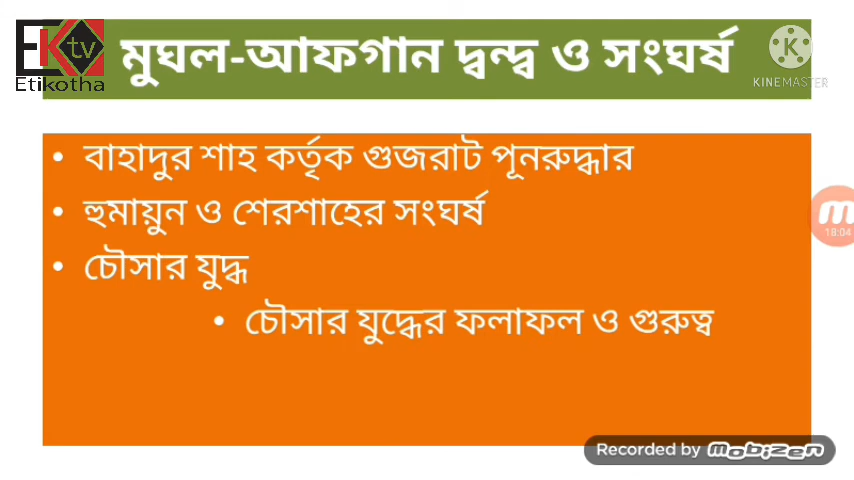 EK tv
Etikotha
মুঘল-আফগান দ্বন্দ্ব ও সংঘর্ষ
K
KINEMASTER
• বাহাদুর শাহ কর্তৃক গুজরাট পূনরুদ্ধার
• হুমায়ুন ও শেরশাহের সংঘর্ষ
• চৌসার যুদ্ধ
• চৌসার যুদ্ধের ফলাফল ও গুরুত্ব
m
18:04
Recorded by mobizen